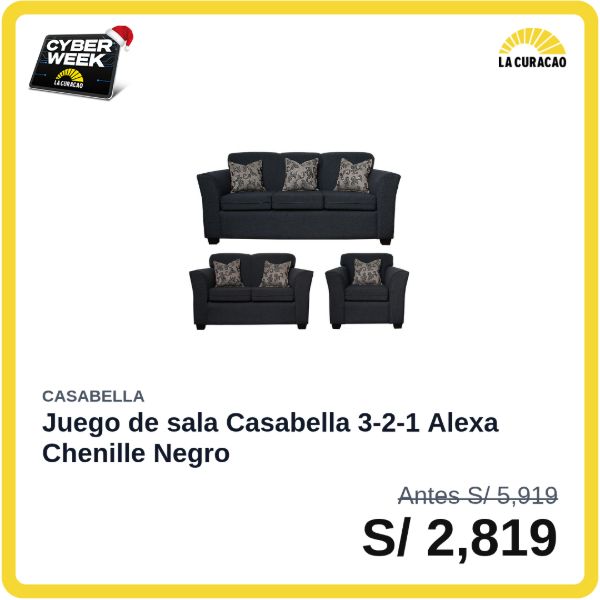 CYBER
WEEK
LA CURACAO
LA CURACAO
CASABELLA
Juego de sala Casabella 3-2-1 Alexa
Chenille Negro
Antes S/ 5,919
S/ 2,819